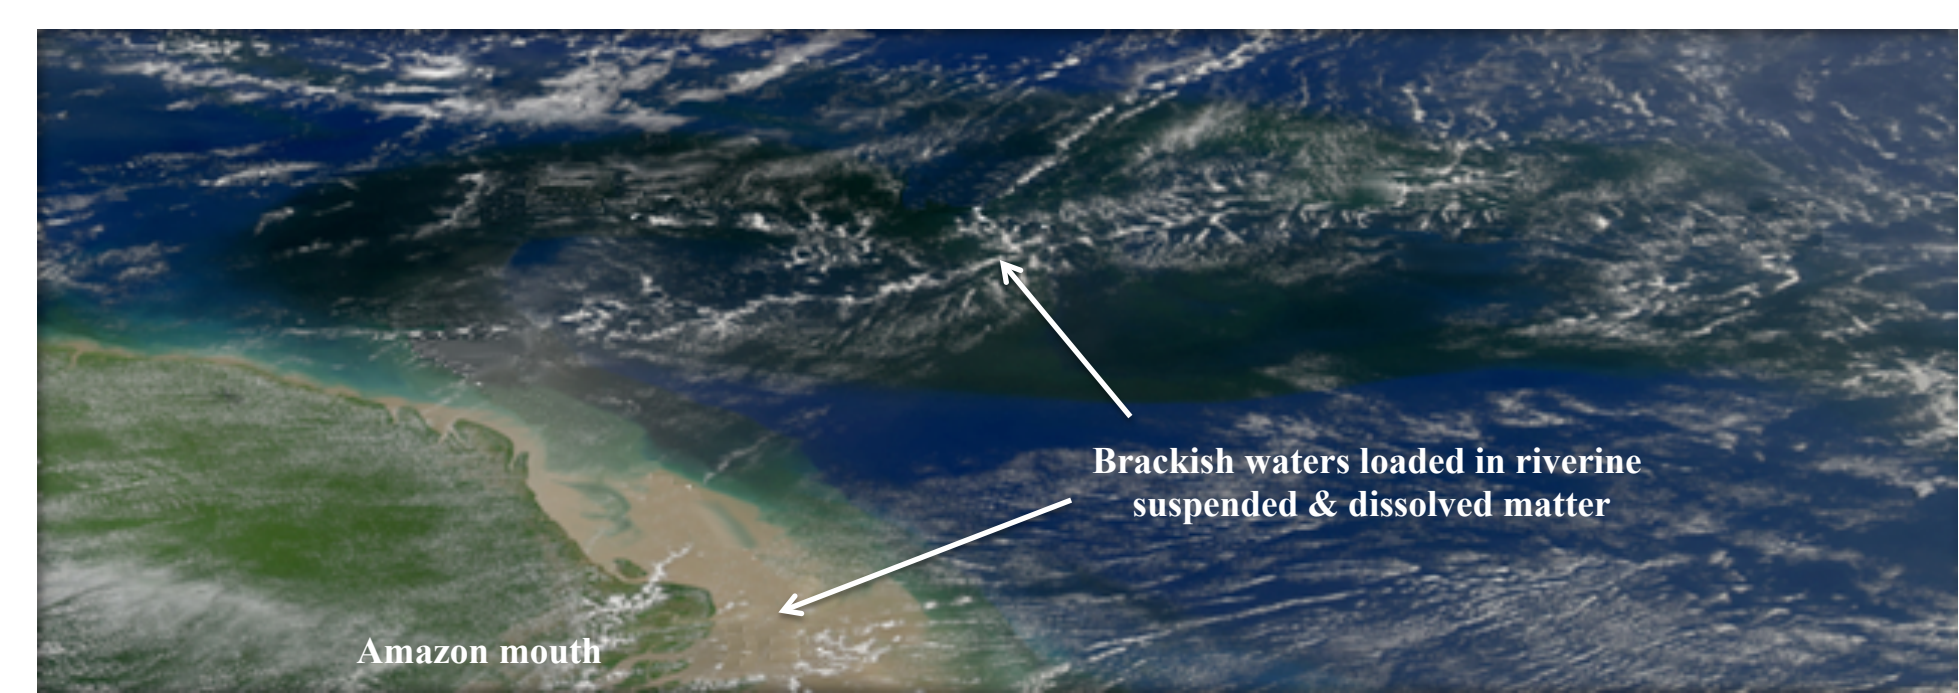 Brackish waters loaded in riverine
suspended & dissolved matter
Amazon mouth